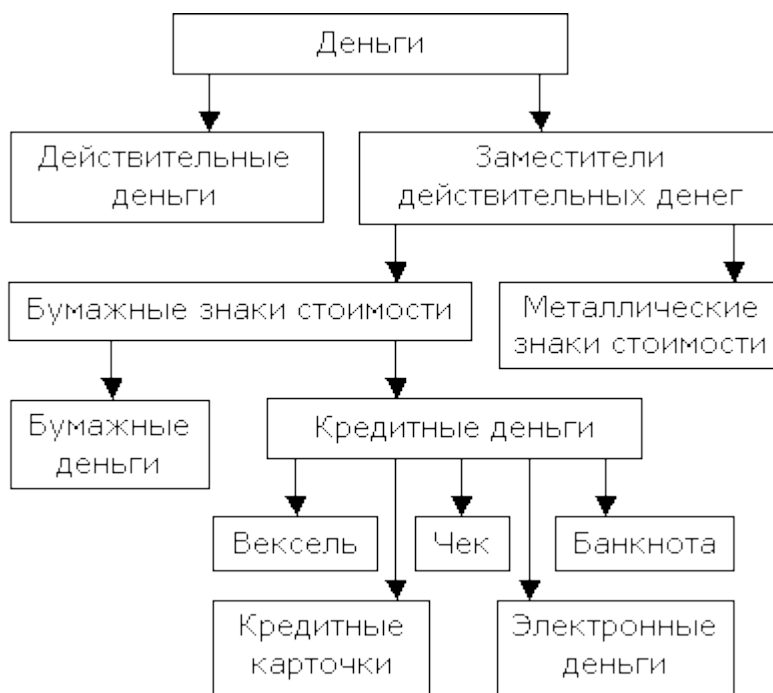 Деньги
Действительные
деньги
Заместители
действительных денег
Бумажные знаки стоимости
Металлические
знаки стоимости
Бумажные
деньги
Кредитные деньги
Вексель
Чек
Банкнота
Кредитные
карточки
Электронные
деньги